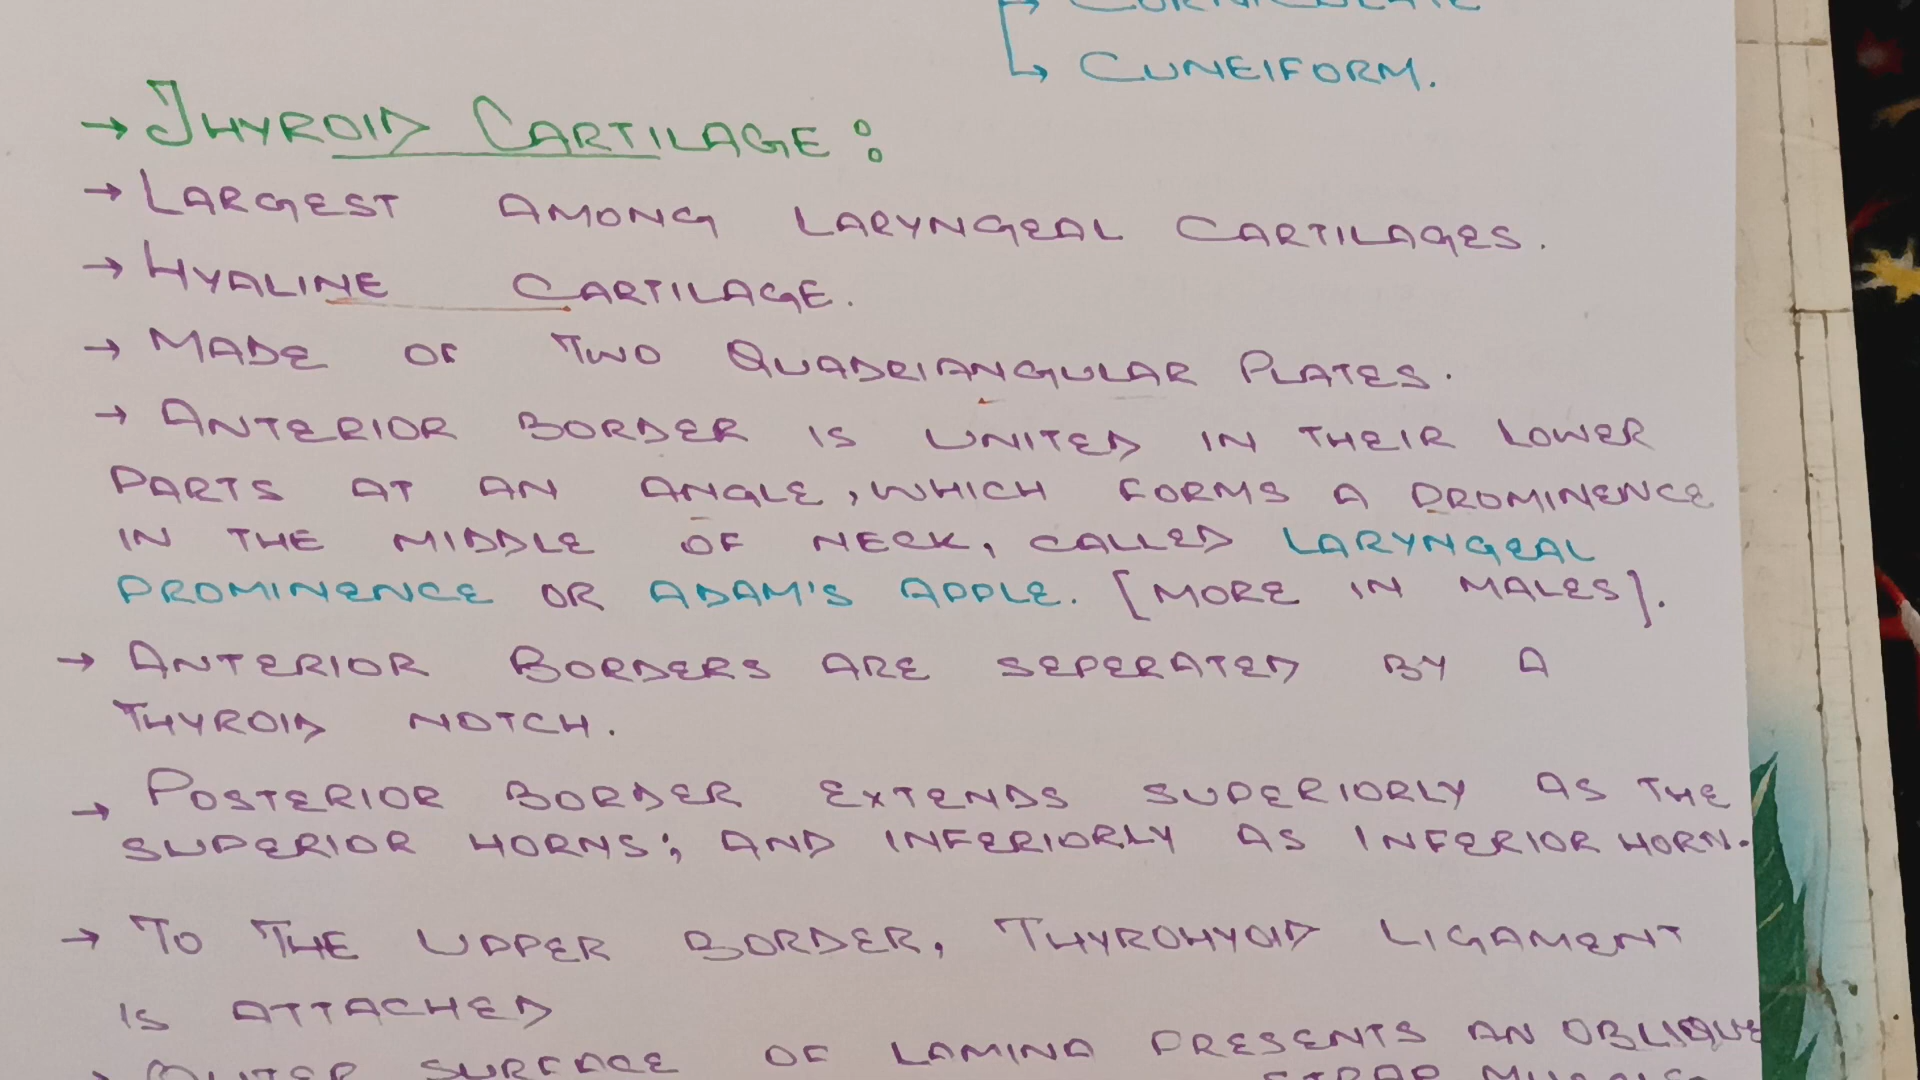 CORNICULATE
↳ CUNEIFORM.
→ THYROID CARTILAGE :
→ LARGEST AMONG LARYNGEAL CARTILAGES.
→ HYALINE CARTILAGE.
→ MADE OF TWO QUADRIANGULAR PLATES.
→ ANTERIOR BORDER IS UNITED IN THEIR LOWER
PARTS AT AN ANGLE, WHICH FORMS A PROMINENCE
IN THE MIDDLE OF NECK, CALLED LARYNGEAL
PROMINENCE OR ADAM'S APPLE. [MORE IN MALES].
→ ANTERIOR BORDERS ARE SEPERATED BY A
THYROID NOTCH.
→ POSTERIOR BORDER EXTENDS SUPERIORLY AS THE
SUPERIOR HORNS; AND INFERIORLY AS INFERIOR HORN.
→ TO THE UPPER BORDER, THYROHYOID LIGAMENT
IS ATTACHED
→ OUTER SURFACE OF LAMINA PRESENTS AN OBLIQUE
STRAP